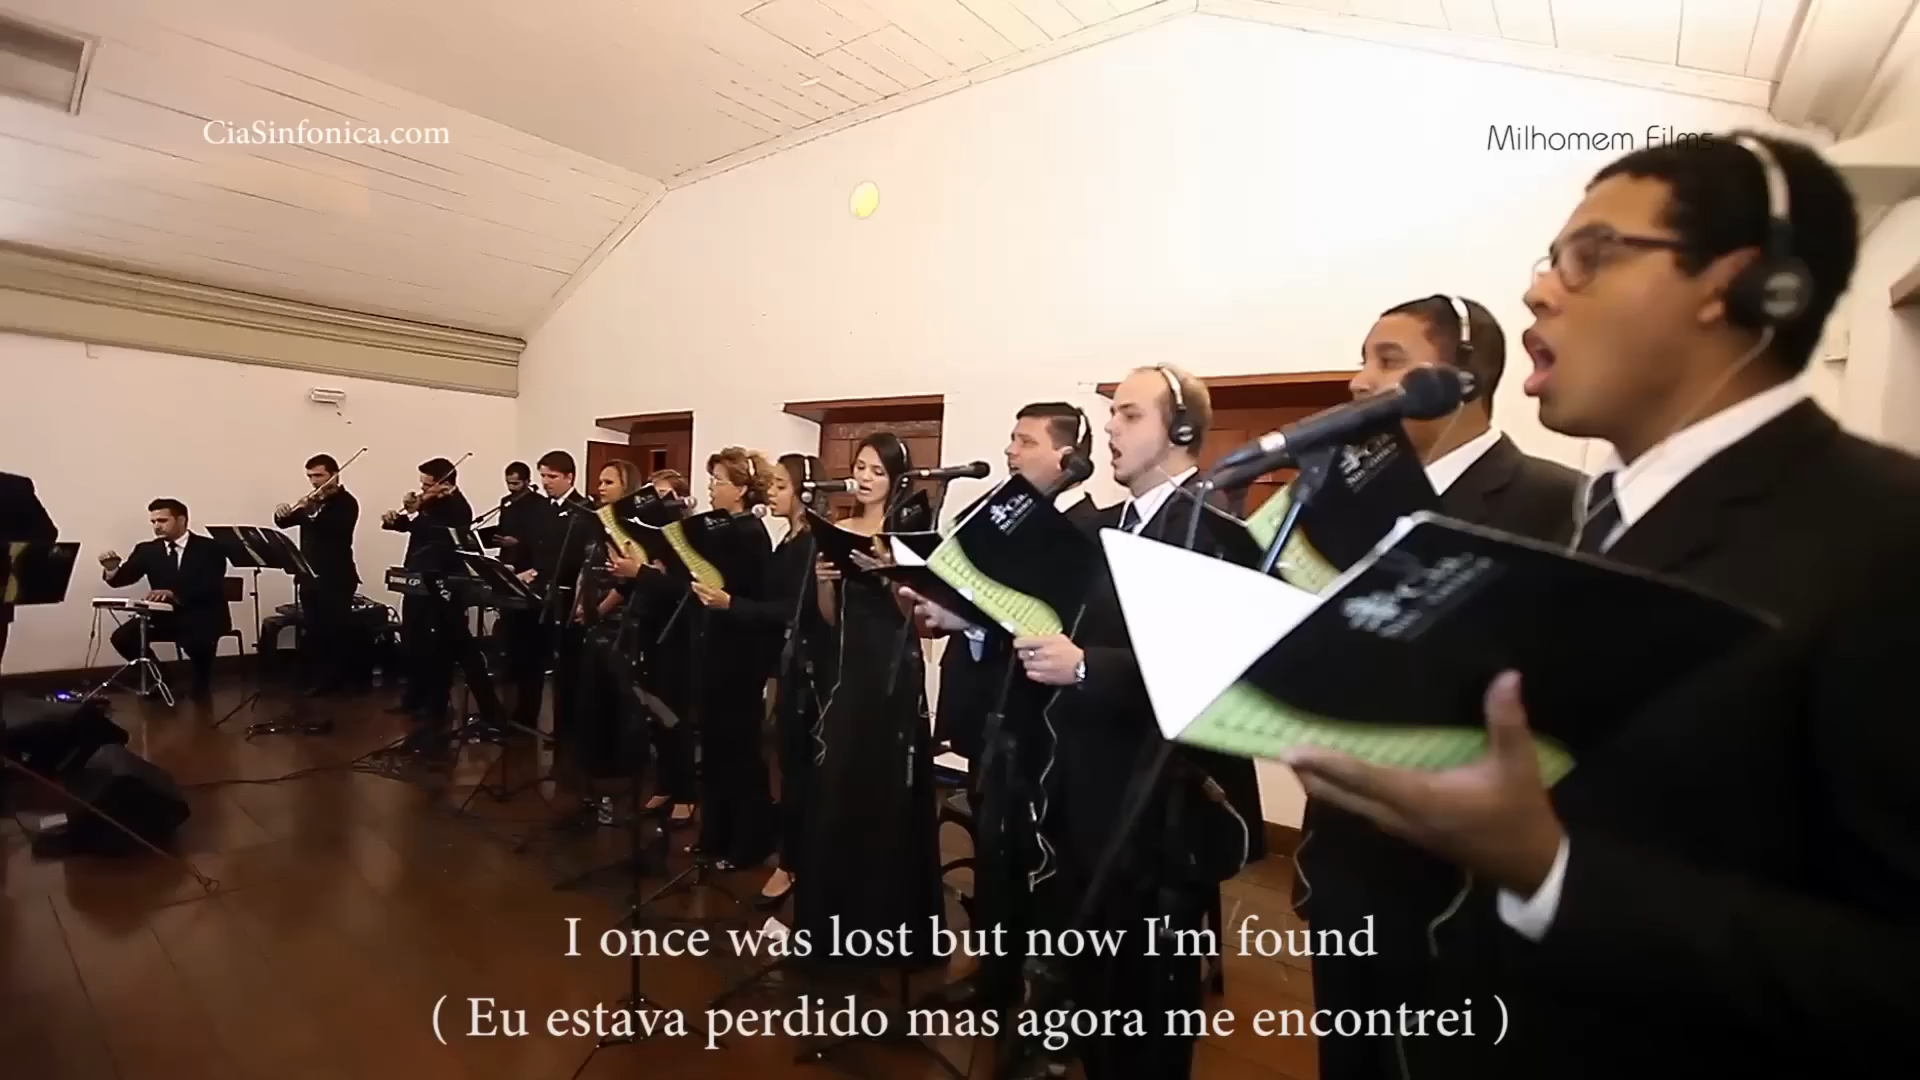 CiaSinfonica.com
Milhomem Films
I once was lost but now I'm found
( Eu estava perdido mas agora me encontrei )